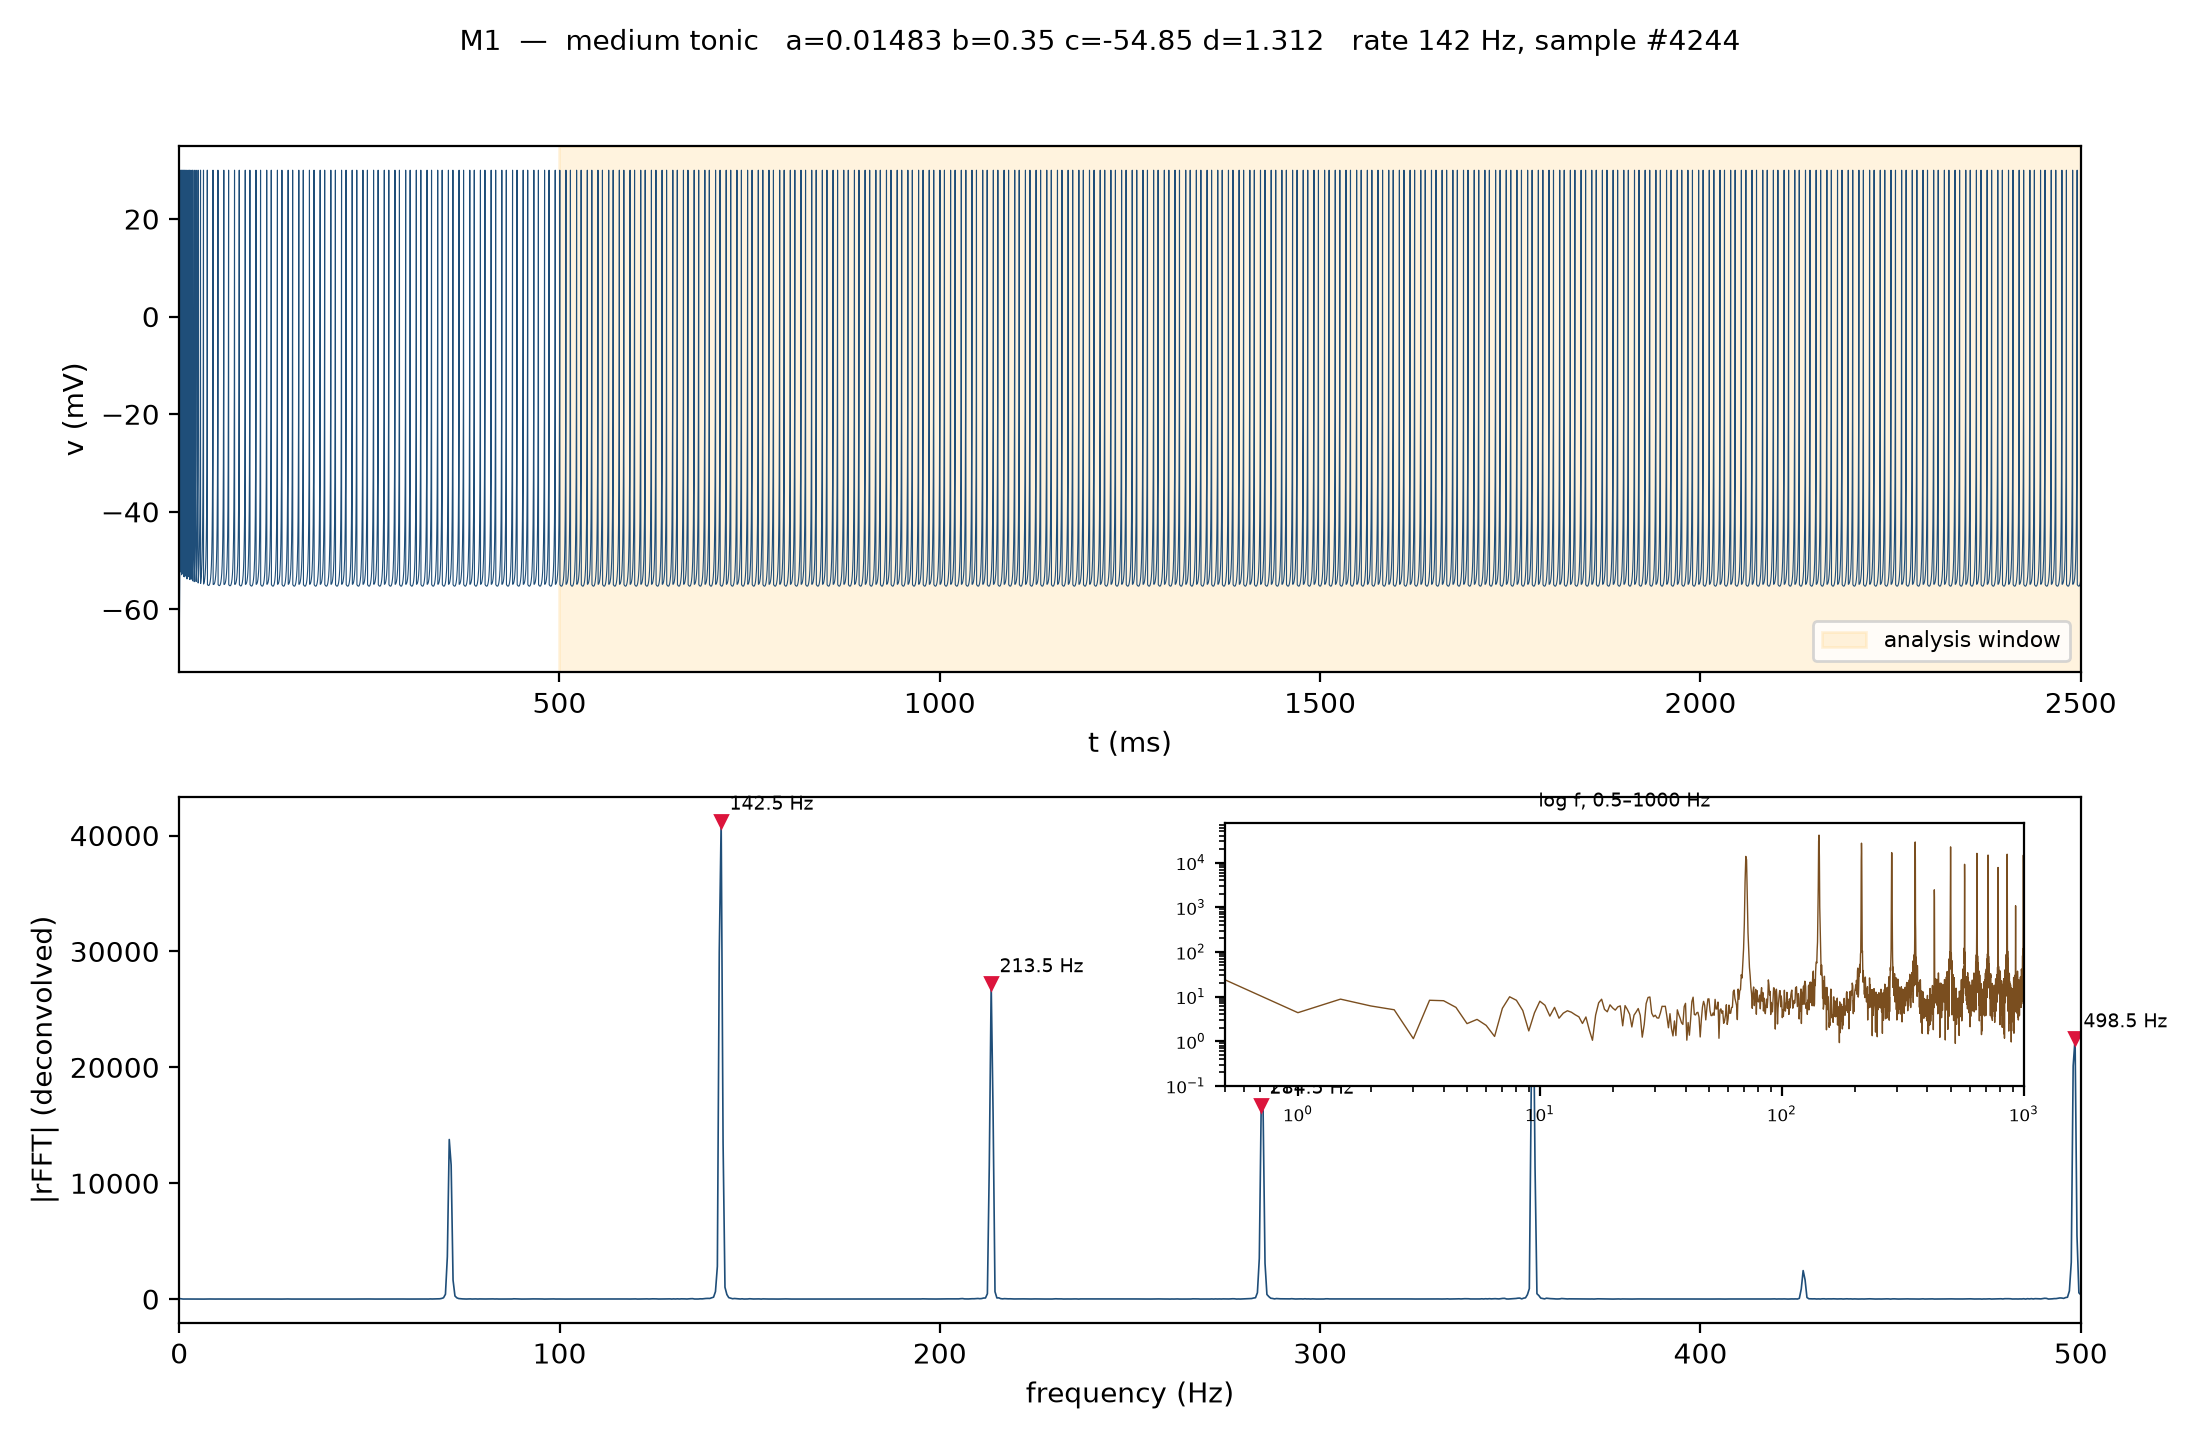 M1 — medium tonic a=0.01483 b=0.35 c=-54.85 d=1.312 rate 142 Hz, sample #4244
20
0
−20
−40
−60
v (mV)
analysis window
500
1000
1500
2000
2500
t (ms)
142.5 Hz
213.5 Hz
284.5 Hz
498.5 Hz
log f, 0.5–1000 Hz
10⁴
10³
10²
10¹
10⁰
10⁻¹
10⁰
10¹
10²
10³
40000
30000
20000
10000
0
|rFFT| (deconvolved)
0
100
200
300
400
500
frequency (Hz)